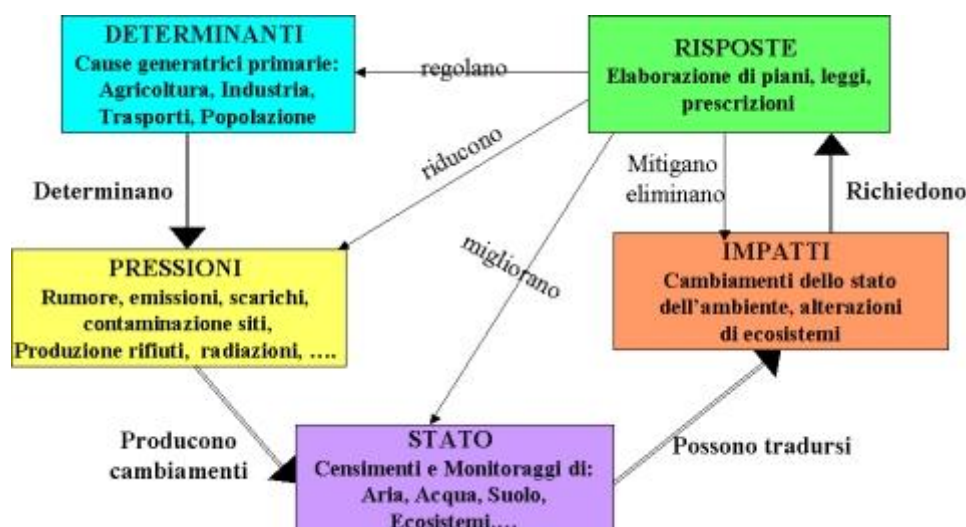 DETERMINANTI
Cause generatrici primarie:
Agricoltura, Industria,
Trasporti, Popolazione
RISPOSTE
Elaborazione di piani, leggi,
prescrizioni
regolano
riducono
migliorano
Mitigano
eliminano
Richiedono
Determinano
PRESSIONI
Rumore, emissioni, scarichi,
contaminazione siti,
Produzione rifiuti, radiazioni, ....
IMPATTI
Cambiamenti dello stato
dell'ambiente, alterazioni
di ecosistemi
Producono
cambiamenti
STATO
Censimenti e Monitoraggi di:
Aria, Acqua, Suolo,
Ecosistemi....
Possono tradursi